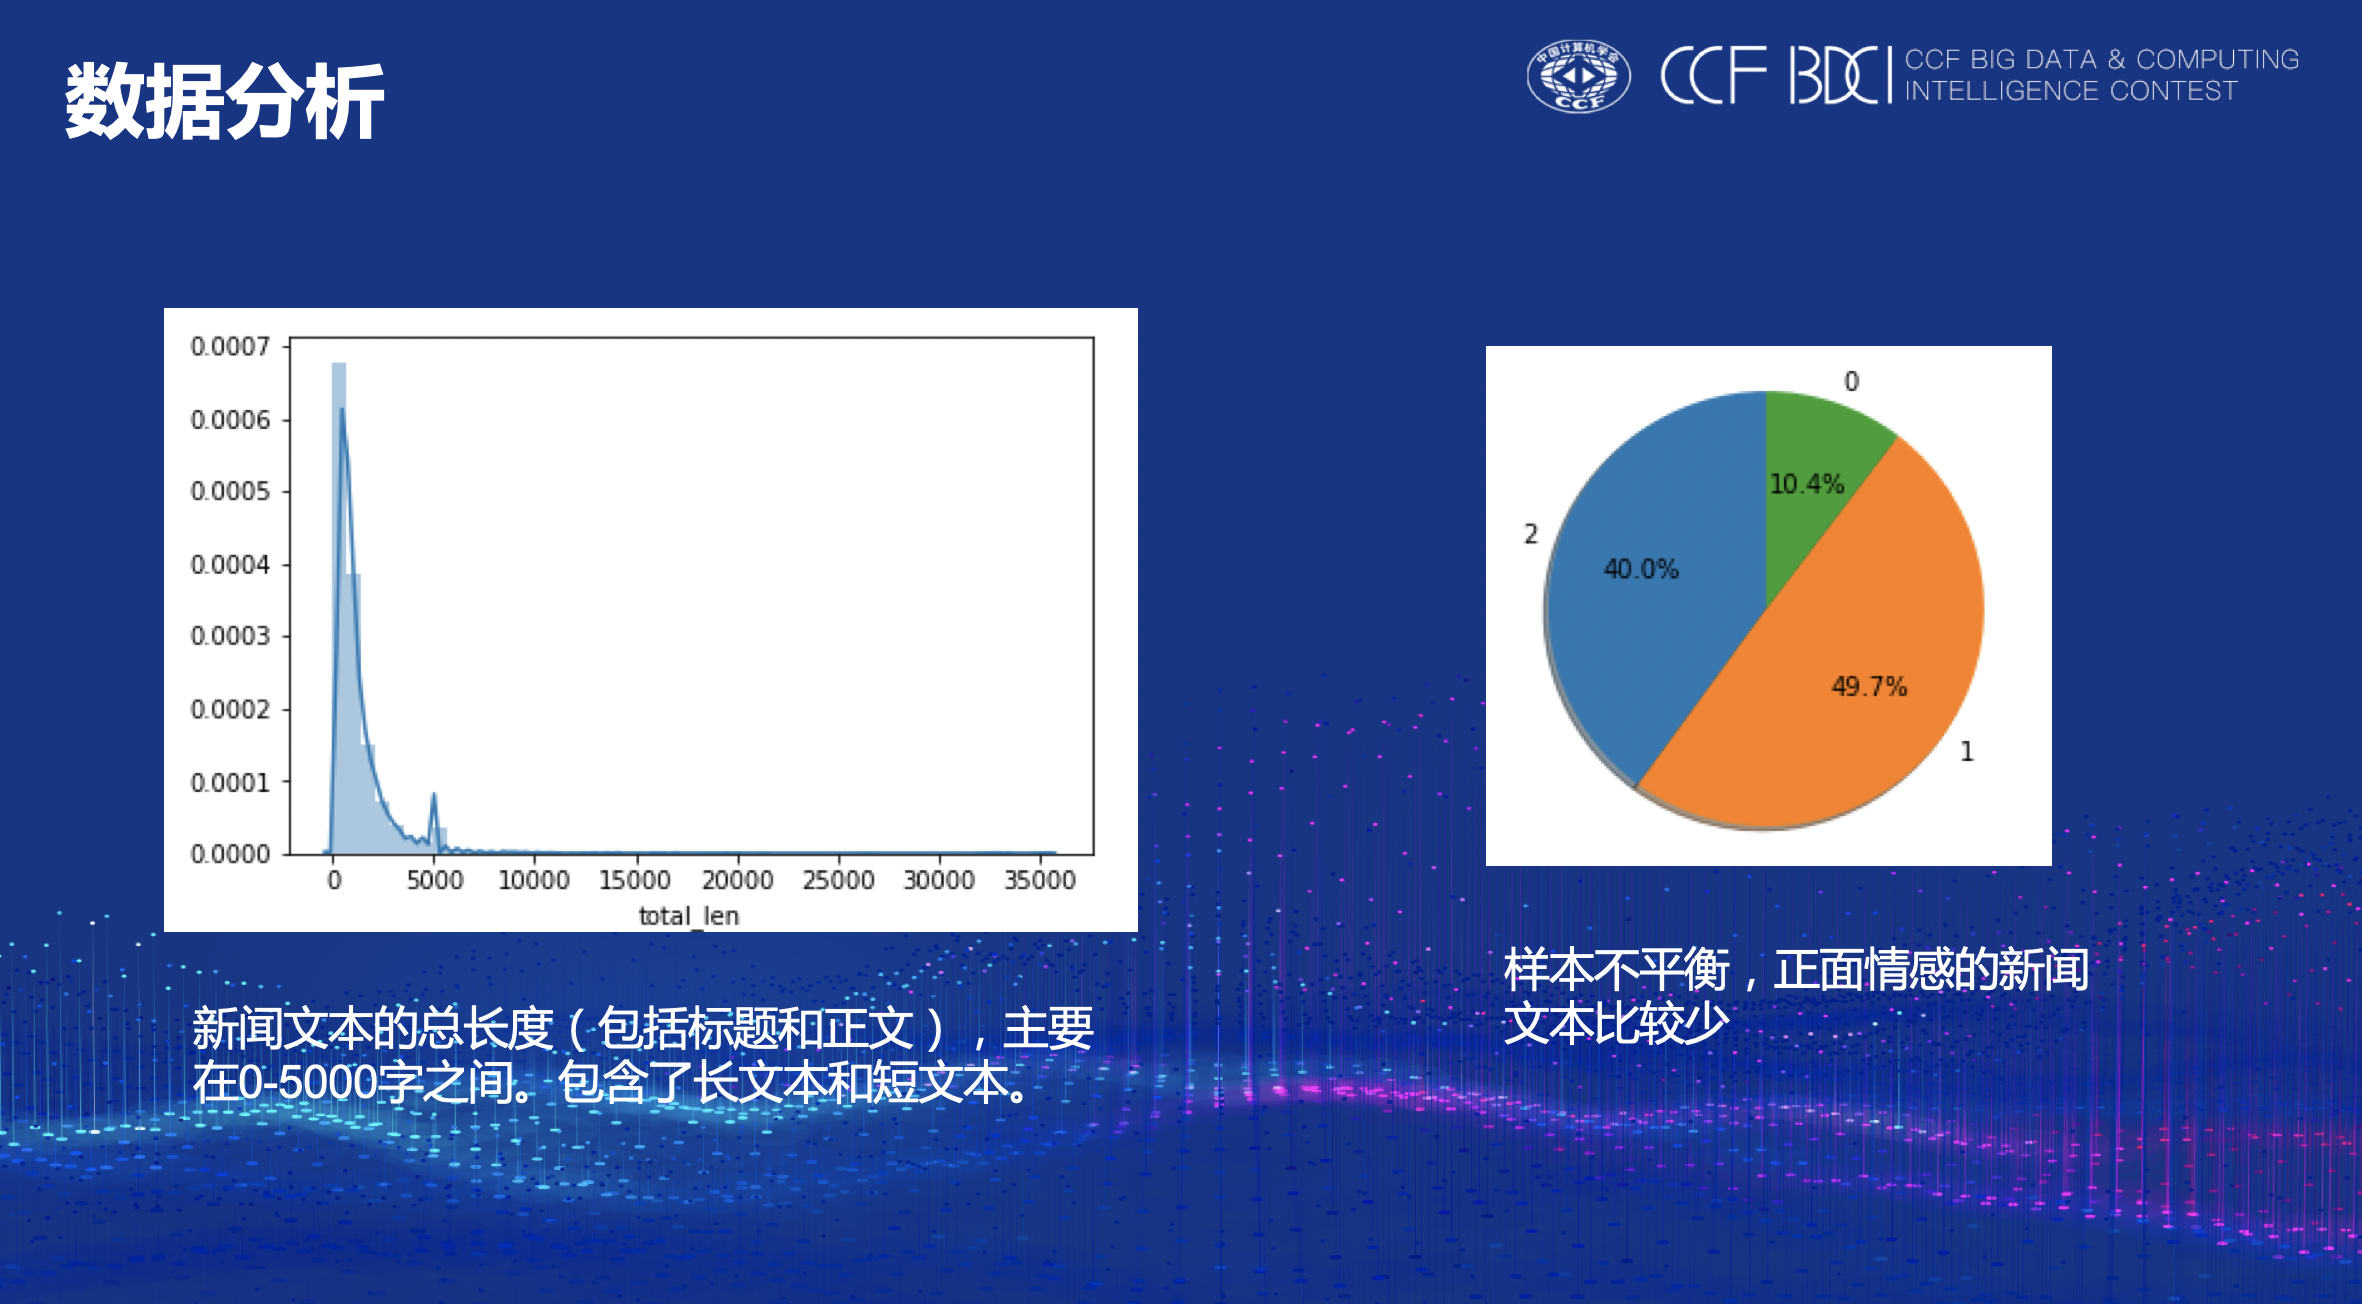 数据分析
中国计算机学会
CCF
CCF BDCI
CCF BIG DATA & COMPUTING
INTELLIGENCE CONTEST
0.0007
0.0006
0.0005
0.0004
0.0003
0.0002
0.0001
0.0000
0 5000 10000 15000 20000 25000 30000 35000
total_len
0
10.4%
2
40.0%
49.7%
1
新闻文本的总长度（包括标题和正文），主要
在0-5000字之间。包含了长文本和短文本。
样本不平衡，正面情感的新闻
文本比较少